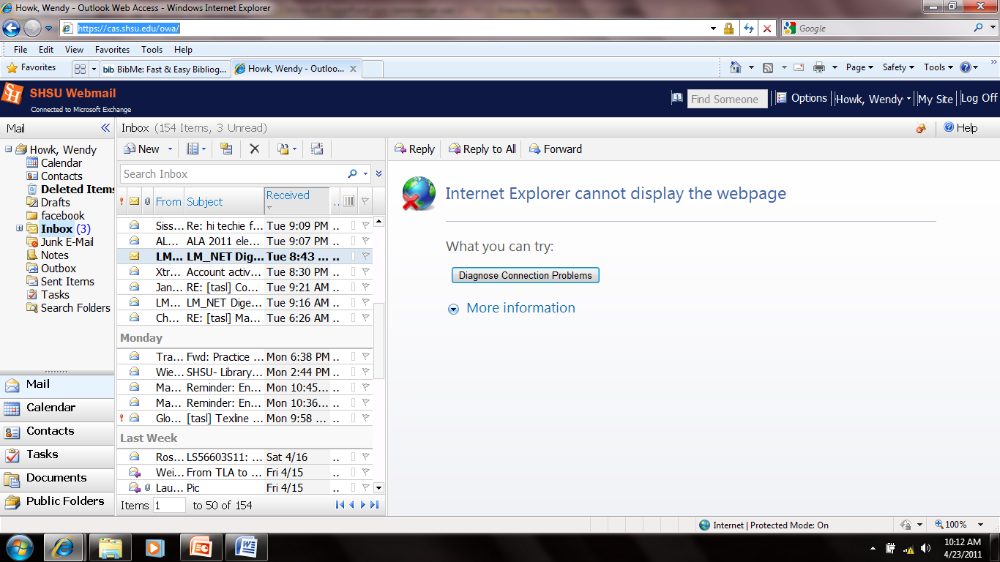 Howk, Wendy - Outlook Web Access - Windows Internet Explorer
https://cas.shsu.edu/owa/
Google
File Edit View Favorites Tools Help
Favorites
bib BibMe: Fast & Easy Bibliog...
Howk, Wendy - Outloo...
Page Safety Tools
SH SHSU Webmail
Connected to Microsoft Exchange
Find Someone
Options
Howk, Wendy
My Site
Log Off
Mail
Inbox (154 Items, 3 Unread)
Help
Howk, Wendy
Calendar
Contacts
Deleted Items
Drafts
facebook
Inbox (3)
Junk E-Mail
Notes
Outbox
Sent Items
Tasks
Search Folders
Mail
Calendar
Contacts
Tasks
Documents
Public Folders
New
Search Inbox
From Subject Received ..
Siss... Re: hi techie f... Tue 9:09 PM ..
AL... ALA 2011 ele... Tue 9:07 PM ..
LM... LM_NET Dig... Tue 8:43 ... ..
Xtr... Account activ... Tue 8:30 PM ..
Jan... RE: [tasl] Co... Tue 9:21 AM ..
LM... LM_NET Dige... Tue 9:16 AM ..
Ch... RE: [tasl] Ma... Tue 6:26 AM ..
Monday
Tra... Fwd: Practice ... Mon 6:38 PM ..
Wie... SHSU- Library... Mon 2:44 PM ..
Ma... Reminder: En... Mon 10:45... ..
Ma... Reminder: En... Mon 10:36... ..
Glo... [tasl] Texline ... Mon 9:58 ... ..
Last Week
Ros... LS56603S11: ... Sat 4/16 ..
Wei... From TLA to ... Fri 4/15 ..
Lau... Pic Fri 4/15 ..
Items 1 to 50 of 154
Reply Reply to All Forward
Internet Explorer cannot display the webpage
What you can try:
Diagnose Connection Problems
More information
Internet | Protected Mode: On
100%
10:12 AM
4/23/2011